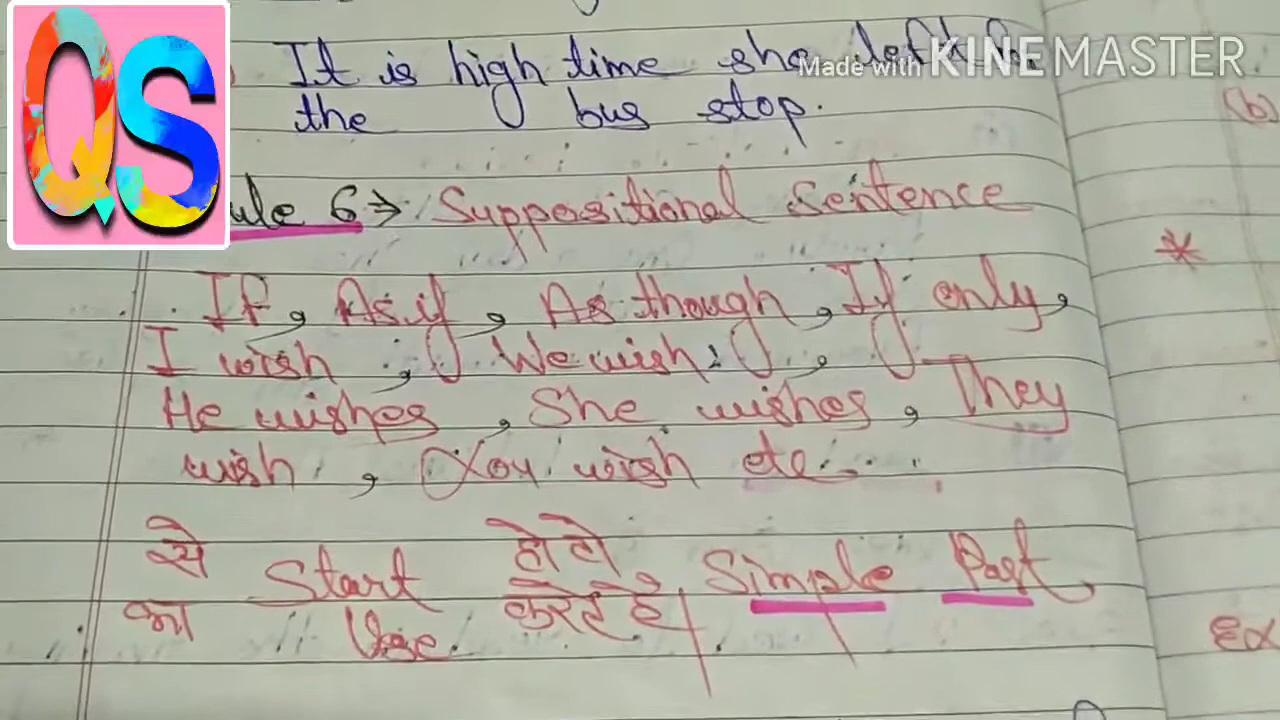 QS
It is high time she left
Made with KINEMASTER
the bus stop.
(b)
ule 6⇒ Suppositional Sentence
*
If, As if, As though, If only,
I wish, We wish,
He wishes, She wishes, They
wish, You wish etc....
से Start हो तो Simple Past
का Use करते है।
Ex